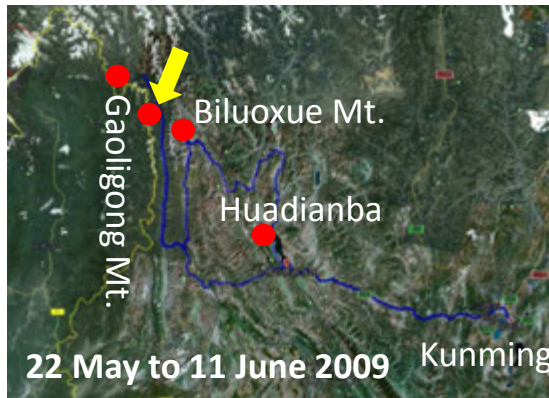 Biluoxue Mt.
Gaoligong Mt.
Huadianba
Kunming
22 May to 11 June 2009